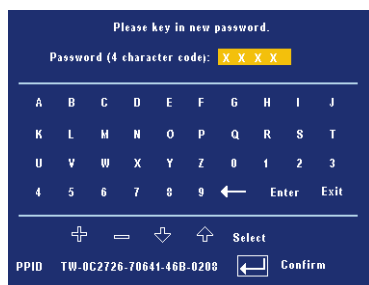 Please key in new password.
Password (4 character code): X X X X
A B C D E F G H I J
K L M N O P Q R S T
U V W X Y Z 0 1 2 3
4 5 6 7 8 9 ← Enter Exit
Select
PPID TW-0C2726-70641-46B-0208 Confirm